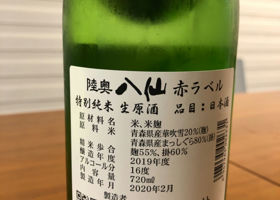 陸奥八仙 赤ラベル
特別純米 生原酒 品目:日本酒
原材料名 米、米麹
原料米 青森県産華吹雪20%(麹)
青森県産まっしぐら80%(掛)
精米歩合 麹55%、掛60%
醸造年度 2019年度
アルコール分 16度
内容量 720ml
製造年月 2020年2月
製造者